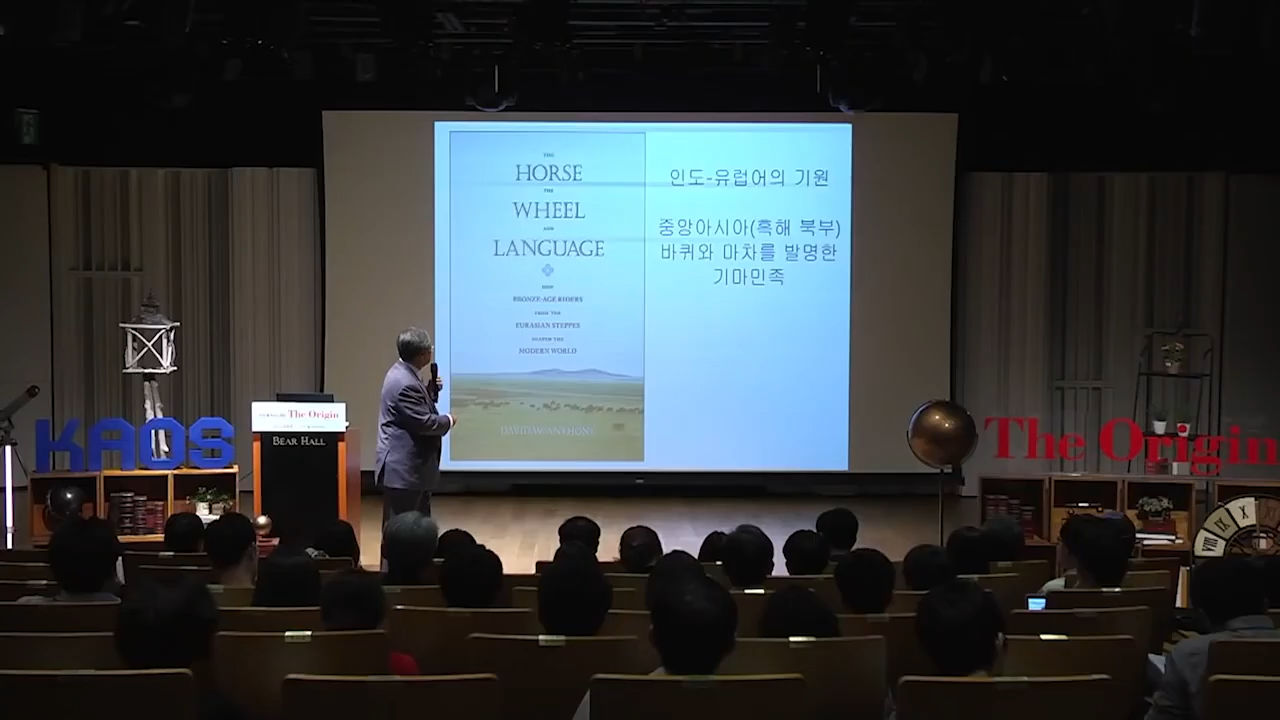 THE
HORSE
THE
WHEEL
AND
LANGUAGE
HOW
BRONZE-AGE RIDERS
FROM THE
EURASIAN STEPPES
SHAPED THE
MODERN WORLD
DAVID W. ANTHONY
인도-유럽어의 기원
중앙아시아(흑해 북부)
바퀴와 마차를 발명한
기마민족
KAOS
The Origin
BEAR HALL
The Origin
VIII
IX
X